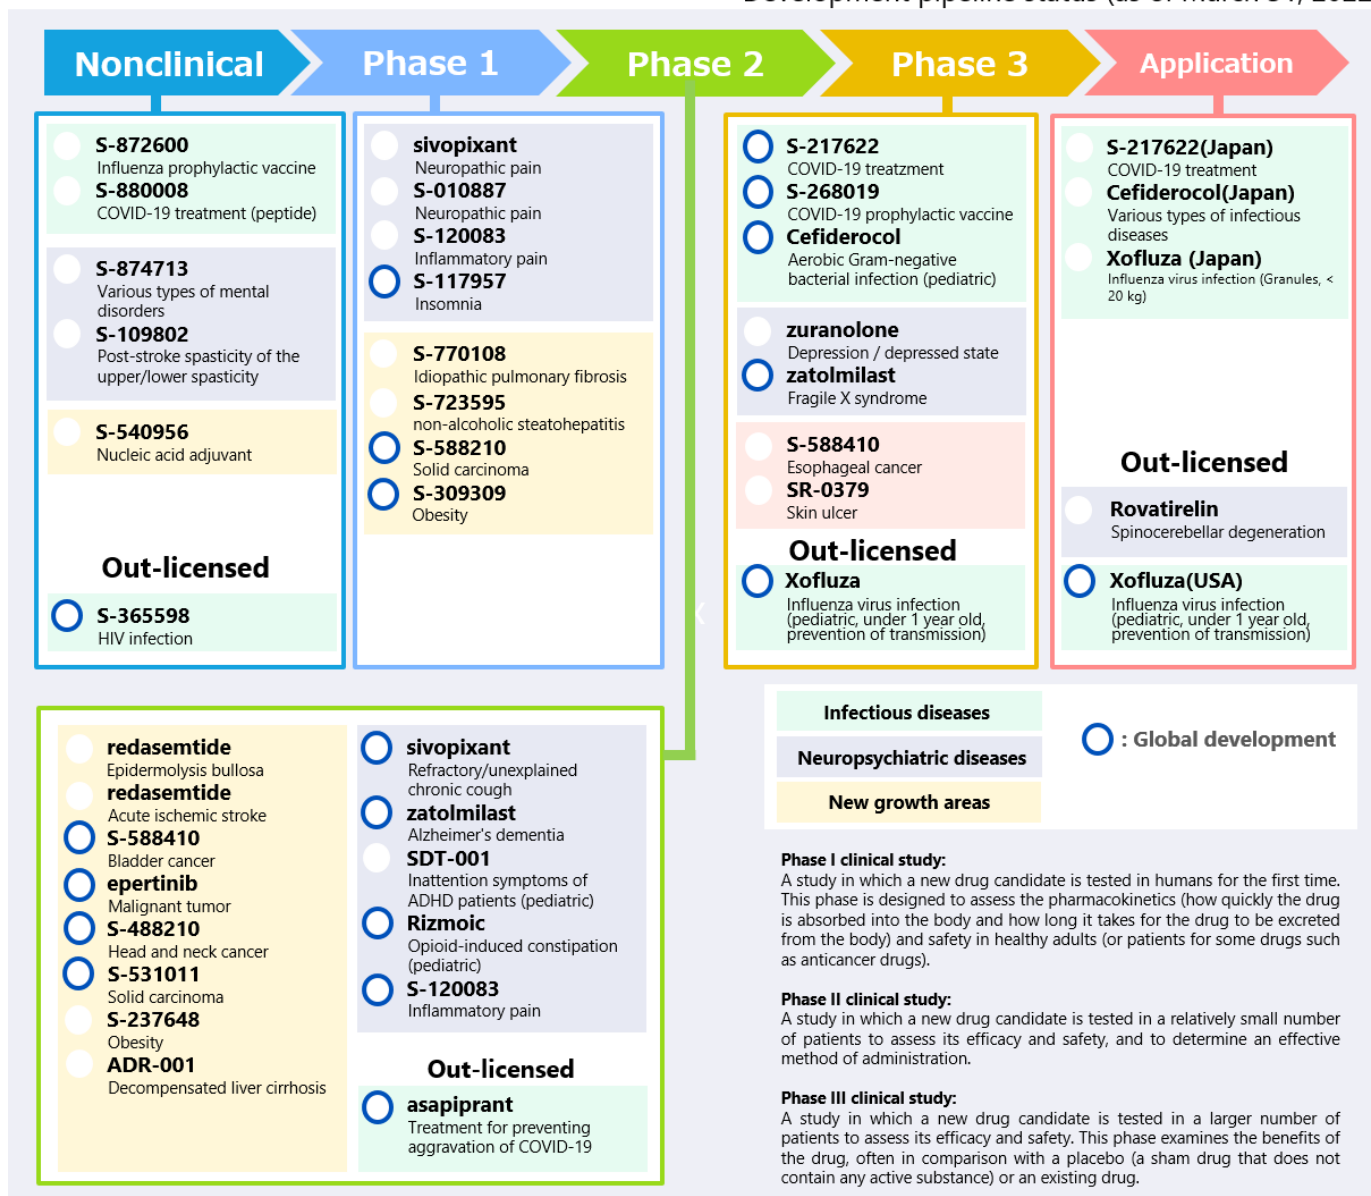 Development pipeline status (as of March 31, 2022
Nonclinical
Phase 1
Phase 2
Phase 3
Application
S-872600
Influenza prophylactic vaccine
S-880008
COVID-19 treatment (peptide)
S-874713
Various types of mental
disorders
S-109802
Post-stroke spasticity of the
upper/lower spasticity
S-540956
Nucleic acid adjuvant
Out-licensed
S-365598
HIV infection
sivopixant
Neuropathic pain
S-010887
Neuropathic pain
S-120083
Inflammatory pain
S-117957
Insomnia
S-770108
Idiopathic pulmonary fibrosis
S-723595
non-alcoholic steatohepatitis
S-588210
Solid carcinoma
S-309309
Obesity
S-217622
COVID-19 treatzment
S-268019
COVID-19 prophylactic vaccine
Cefiderocol
Aerobic Gram-negative
bacterial infection (pediatric)
zuranolone
Depression / depressed state
zatolmilast
Fragile X syndrome
S-588410
Esophageal cancer
SR-0379
Skin ulcer
Out-licensed
Xofluza
Influenza virus infection
(pediatric, under 1 year old,
prevention of transmission)
S-217622(Japan)
COVID-19 treatment
Cefiderocol(Japan)
Various types of infectious
diseases
Xofluza (Japan)
Influenza virus infection (Granules, <
20 kg)
Out-licensed
Rovatirelin
Spinocerebellar degeneration
Xofluza(USA)
Influenza virus infection
(pediatric, under 1 year old,
prevention of transmission)
redasemtide
Epidermolysis bullosa
redasemtide
Acute ischemic stroke
S-588410
Bladder cancer
epertinib
Malignant tumor
S-488210
Head and neck cancer
S-531011
Solid carcinoma
S-237648
Obesity
ADR-001
Decompensated liver cirrhosis
sivopixant
Refractory/unexplained
chronic cough
zatolmilast
Alzheimer's dementia
SDT-001
Inattention symptoms of
ADHD patients (pediatric)
Rizmoic
Opioid-induced constipation
(pediatric)
S-120083
Inflammatory pain
Out-licensed
asapiprant
Treatment for preventing
aggravation of COVID-19
Infectious diseases
Neuropsychiatric diseases
New growth areas
: Global development
Phase I clinical study:
A study in which a new drug candidate is tested in humans for the first time.
This phase is designed to assess the pharmacokinetics (how quickly the drug
is absorbed into the body and how long it takes for the drug to be excreted
from the body) and safety in healthy adults (or patients for some drugs such
as anticancer drugs).
Phase II clinical study:
A study in which a new drug candidate is tested in a relatively small number
of patients to assess its efficacy and safety, and to determine an effective
method of administration.
Phase III clinical study:
A study in which a new drug candidate is tested in a larger number of
patients to assess its efficacy and safety. This phase examines the benefits of
the drug, often in comparison with a placebo (a sham drug that does not
contain any active substance) or an existing drug.